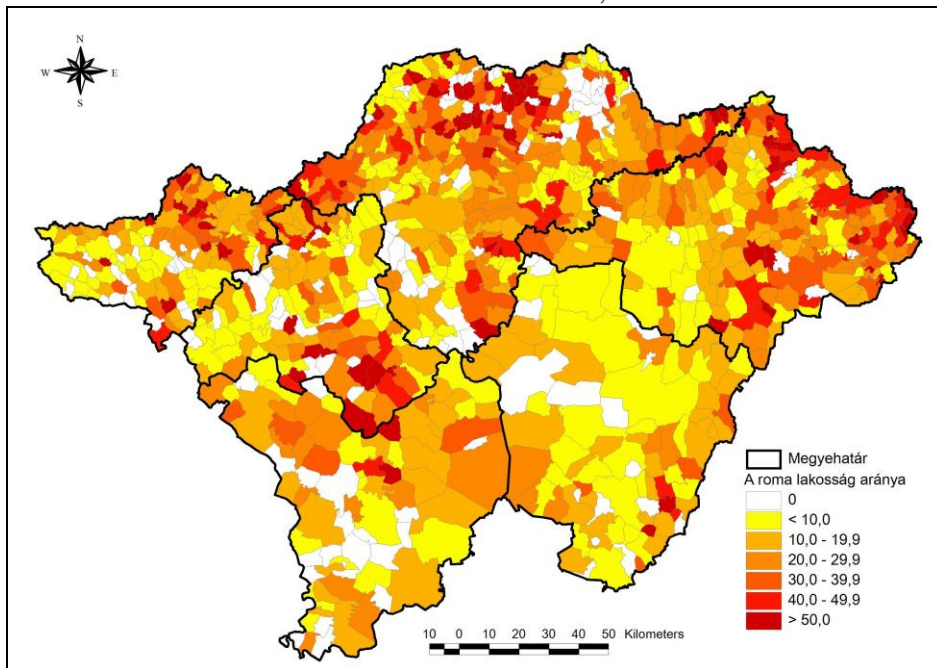 N
W E
S
Megyehatár
A roma lakosság aránya
0
< 10,0
10,0 - 19,9
20,0 - 29,9
30,0 - 39,9
40,0 - 49,9
> 50,0
10 0 10 20 30 40 50 Kilometers